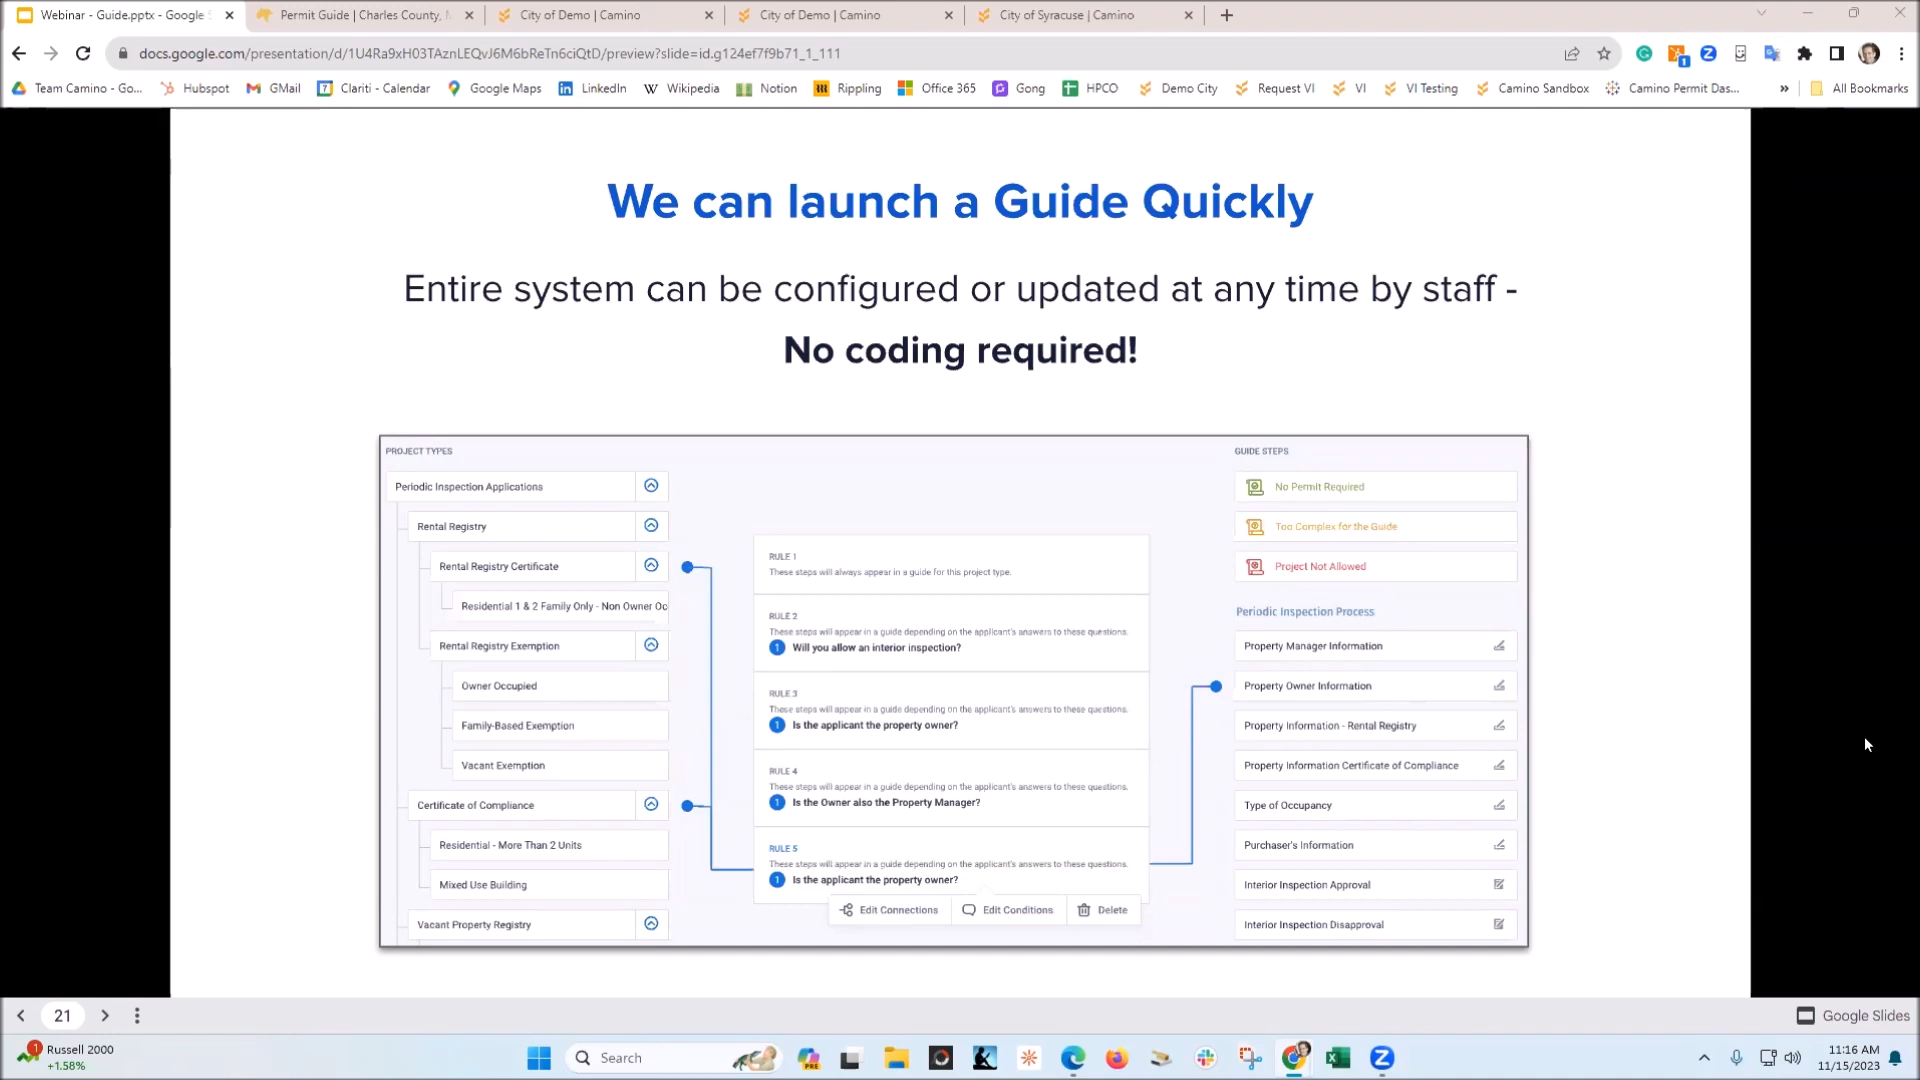 Webinar - Guide.pptx - Google S
Permit Guide | Charles County, M
City of Demo | Camino
City of Demo | Camino
City of Syracuse | Camino
docs.google.com/presentation/d/1U4Ra9xH03TAznLEQvJ6M6bReTn6ciQtD/preview?slide=id.g124ef7f9b71_1_111
Team Camino - Go...
Hubspot
GMail
Clariti - Calendar
Google Maps
LinkedIn
Wikipedia
Notion
Rippling
Office 365
Gong
HPCO
Demo City
Request VI
VI
VI Testing
Camino Sandbox
Camino Permit Das...
»
All Bookmarks
We can launch a Guide Quickly
Entire system can be configured or updated at any time by staff -
No coding required!
PROJECT TYPES
Periodic Inspection Applications
Rental Registry
Rental Registry Certificate
Residential 1 & 2 Family Only - Non Owner Oc
Rental Registry Exemption
Owner Occupied
Family-Based Exemption
Vacant Exemption
Certificate of Compliance
Residential - More Than 2 Units
Mixed Use Building
Vacant Property Registry
RULE 1
These steps will always appear in a guide for this project type.
RULE 2
These steps will appear in a guide depending on the applicant's answers to these questions.
1 Will you allow an interior inspection?
RULE 3
These steps will appear in a guide depending on the applicant's answers to these questions.
1 Is the applicant the property owner?
RULE 4
These steps will appear in a guide depending on the applicant's answers to these questions.
1 Is the Owner also the Property Manager?
RULE 5
These steps will appear in a guide depending on the applicant's answers to these questions.
1 Is the applicant the property owner?
Edit Connections
Edit Conditions
Delete
GUIDE STEPS
No Permit Required
Too Complex for the Guide
Project Not Allowed
Periodic Inspection Process
Property Manager Information
Property Owner Information
Property Information - Rental Registry
Property Information Certificate of Compliance
Type of Occupancy
Purchaser's Information
Interior Inspection Approval
Interior Inspection Disapproval
21
Google Slides
1
Russell 2000
+1.58%
Search
PRE
11:16 AM
11/15/2023